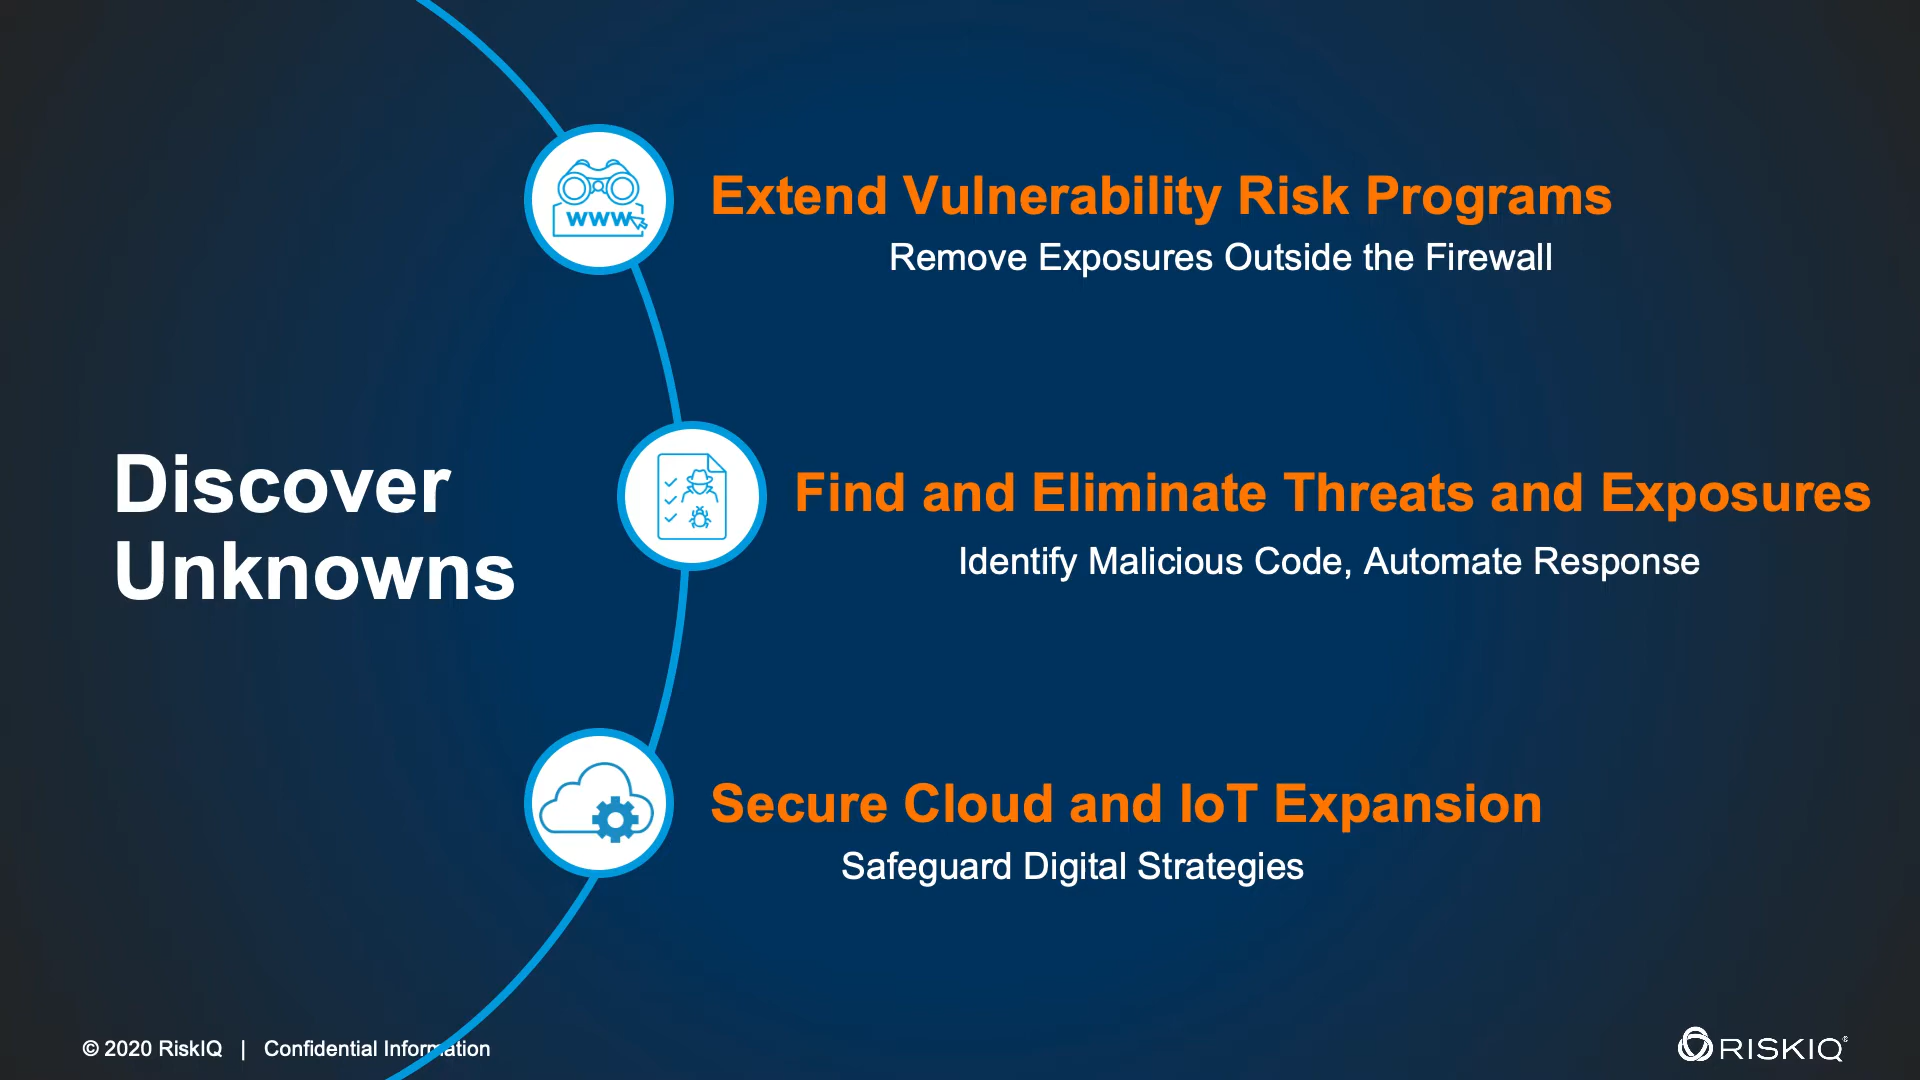 Discover
Unknowns
www
Extend Vulnerability Risk Programs
Remove Exposures Outside the Firewall
Find and Eliminate Threats and Exposures
Identify Malicious Code, Automate Response
Secure Cloud and IoT Expansion
Safeguard Digital Strategies
© 2020 RiskIQ | Confidential Information
RISKIQ®